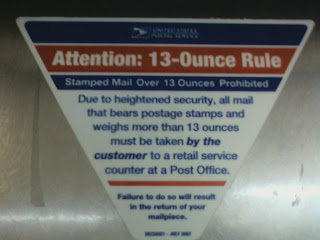 UNITED STATES
POSTAL SERVICE
Attention: 13-Ounce Rule
Stamped Mail Over 13 Ounces Prohibited
Due to heightened security, all mail
that bears postage stamps and
weighs more than 13 ounces
must be taken by the
customer to a retail service
counter at a Post Office.
Failure to do so will result
in the return of your
mailpiece.